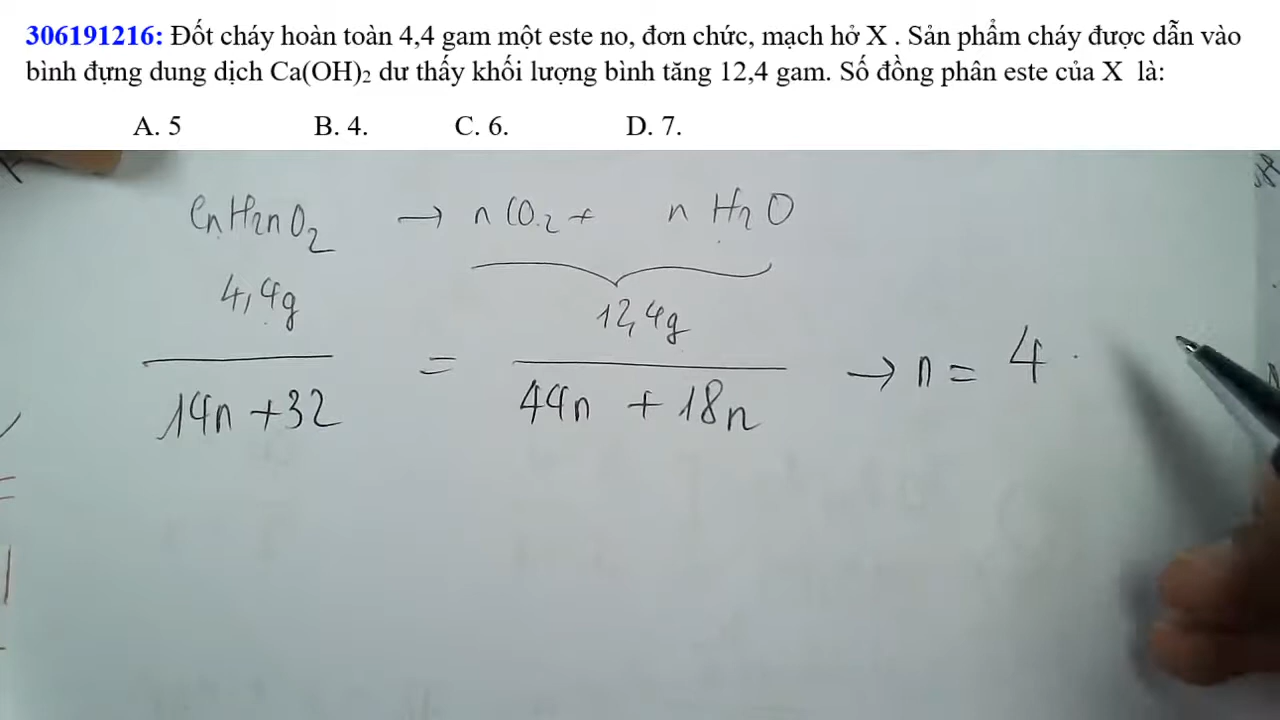 306191216: Đốt cháy hoàn toàn 4,4 gam một este no, đơn chức, mạch hở X . Sản phẩm cháy được dẫn vào
bình đựng dung dịch Ca(OH)₂ dư thấy khối lượng bình tăng 12,4 gam. Số đồng phân este của X là:
A. 5 B. 4. C. 6. D. 7.
CnH2nO2 → nCO2 + nH2O
4,4g 12,4g
14n + 32 = 44n + 18n → n = 4